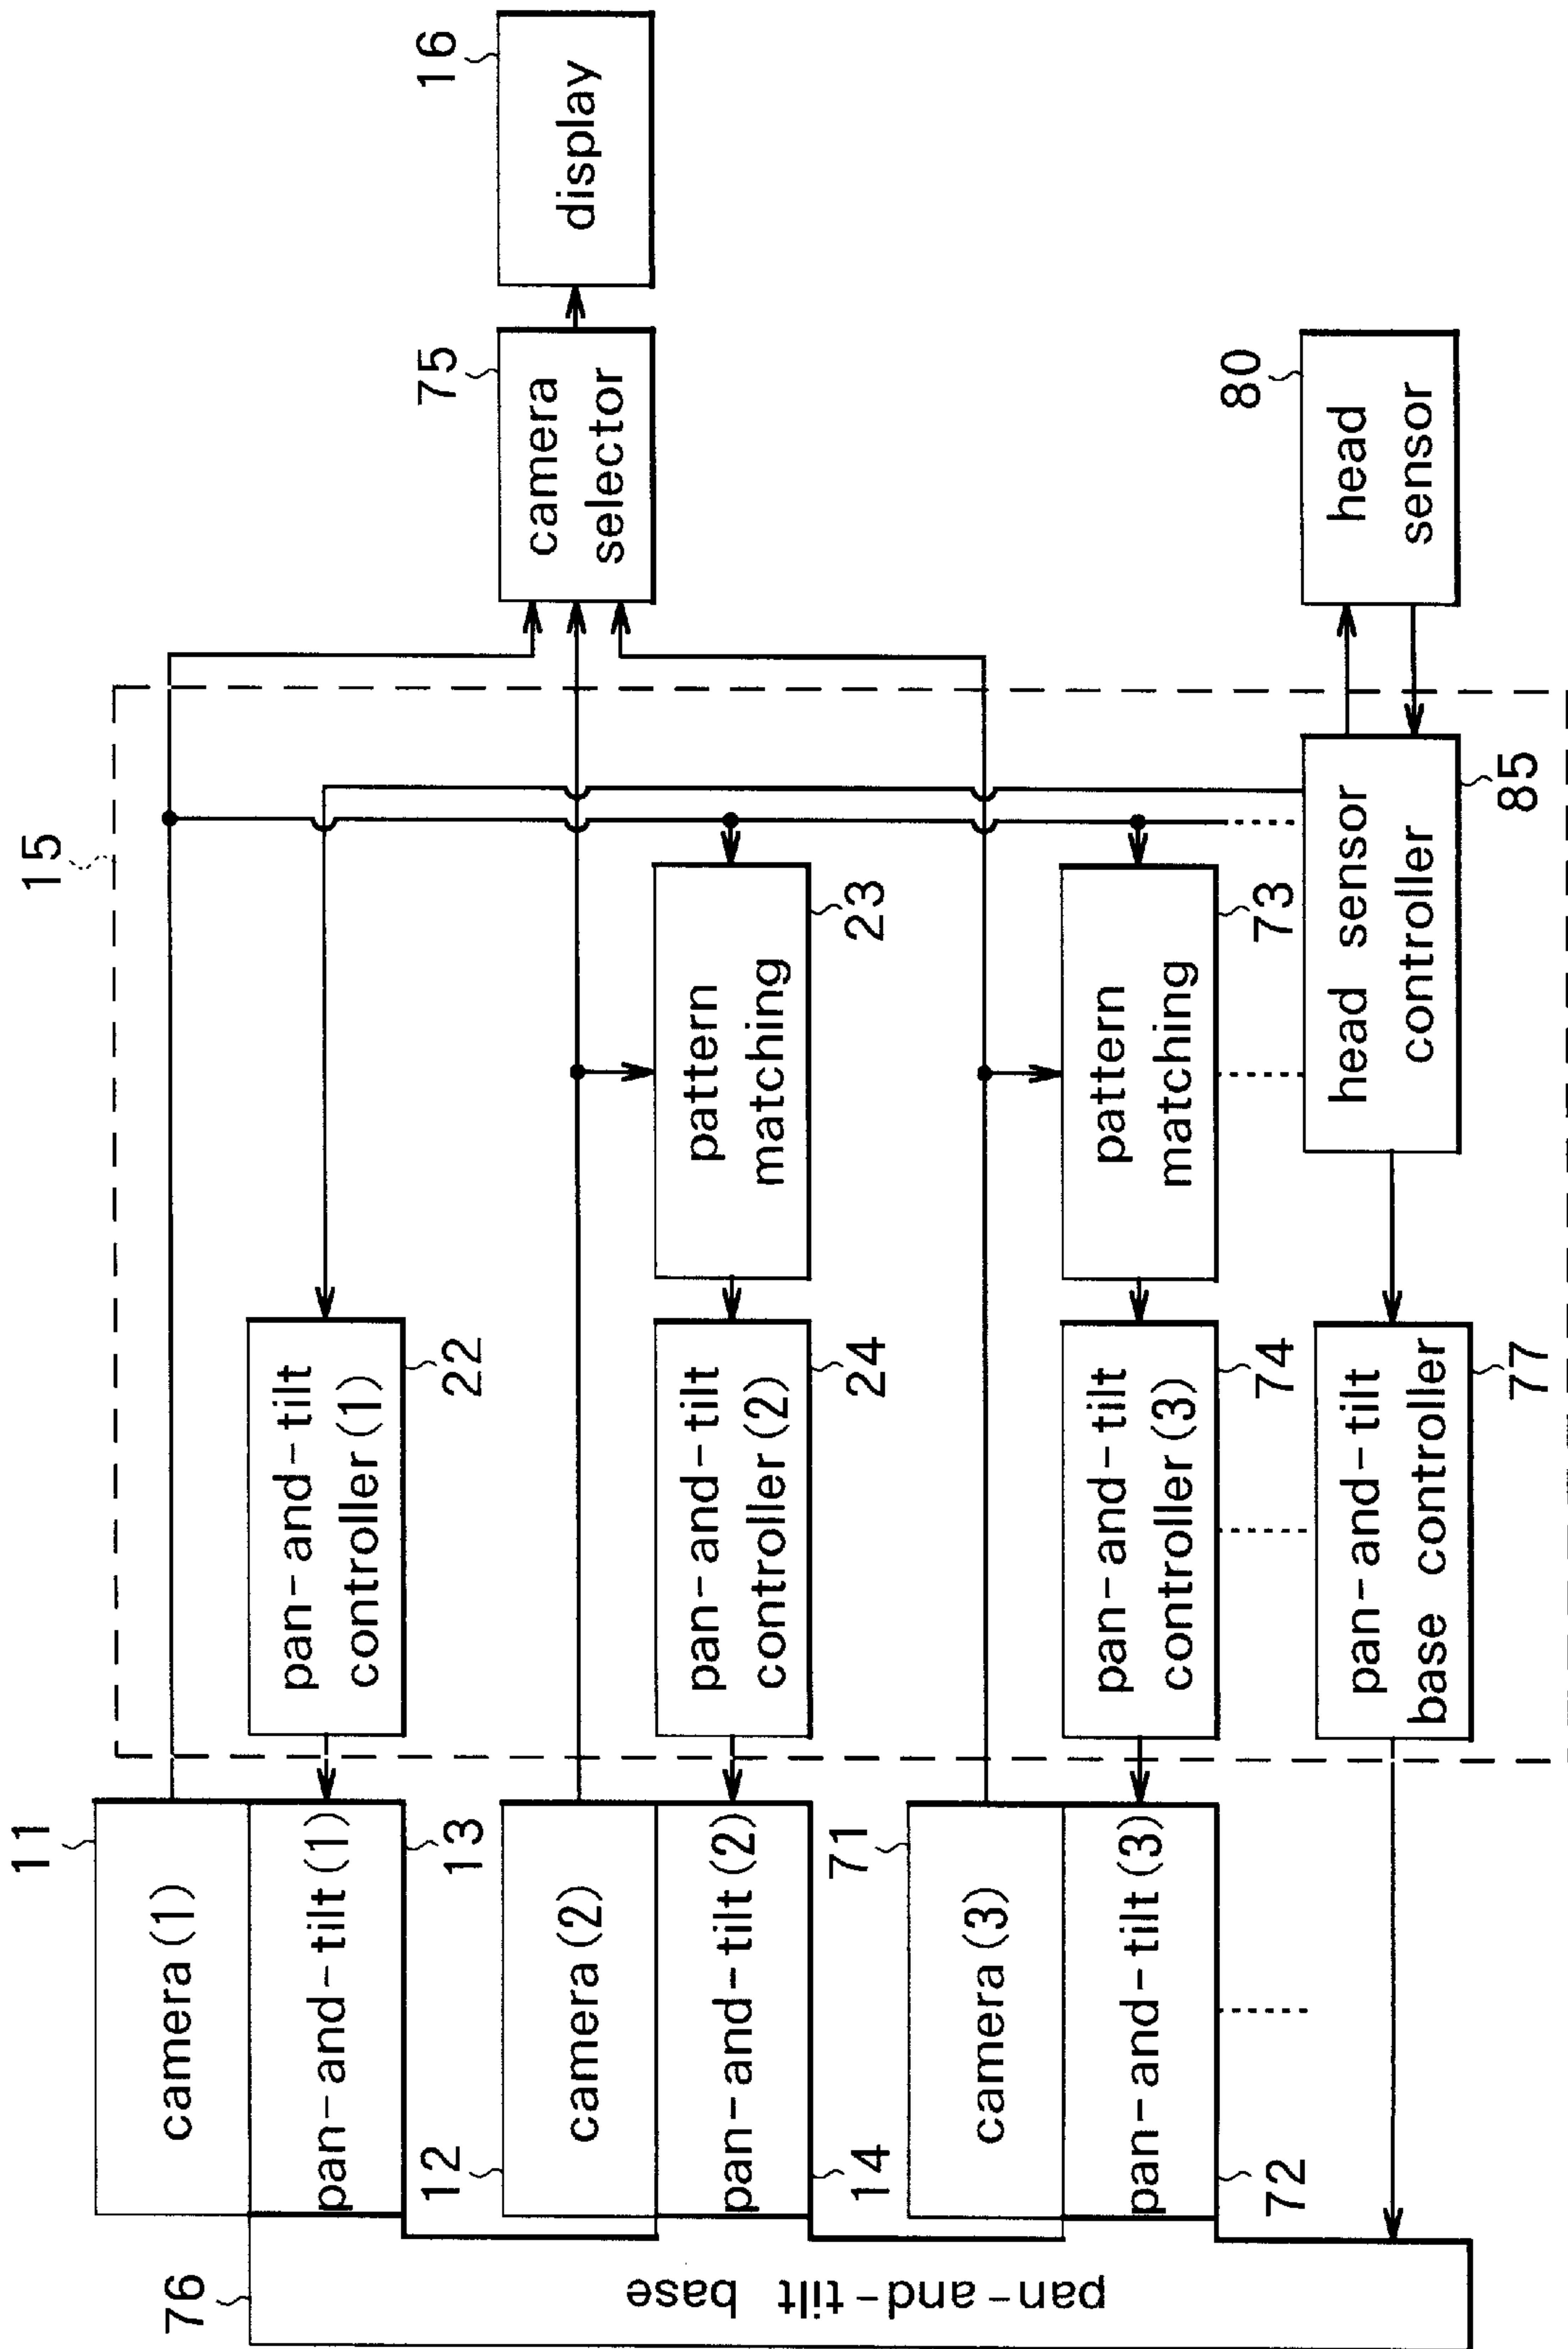 11
camera(1)
pan-and-tilt(1)
13
12
camera(2)
pan-and-tilt(2)
14
71
camera(3)
pan-and-tilt(3)
72
76
pan-and-tilt base
15
pan-and-tilt
controller(1)
22
pan-and-tilt
controller(2)
24
pattern
matching
23
pan-and-tilt
controller(3)
74
pattern
matching
73
pan-and-tilt
base controller
77
head sensor
controller
85
camera
selector
75
display
16
head
sensor
80